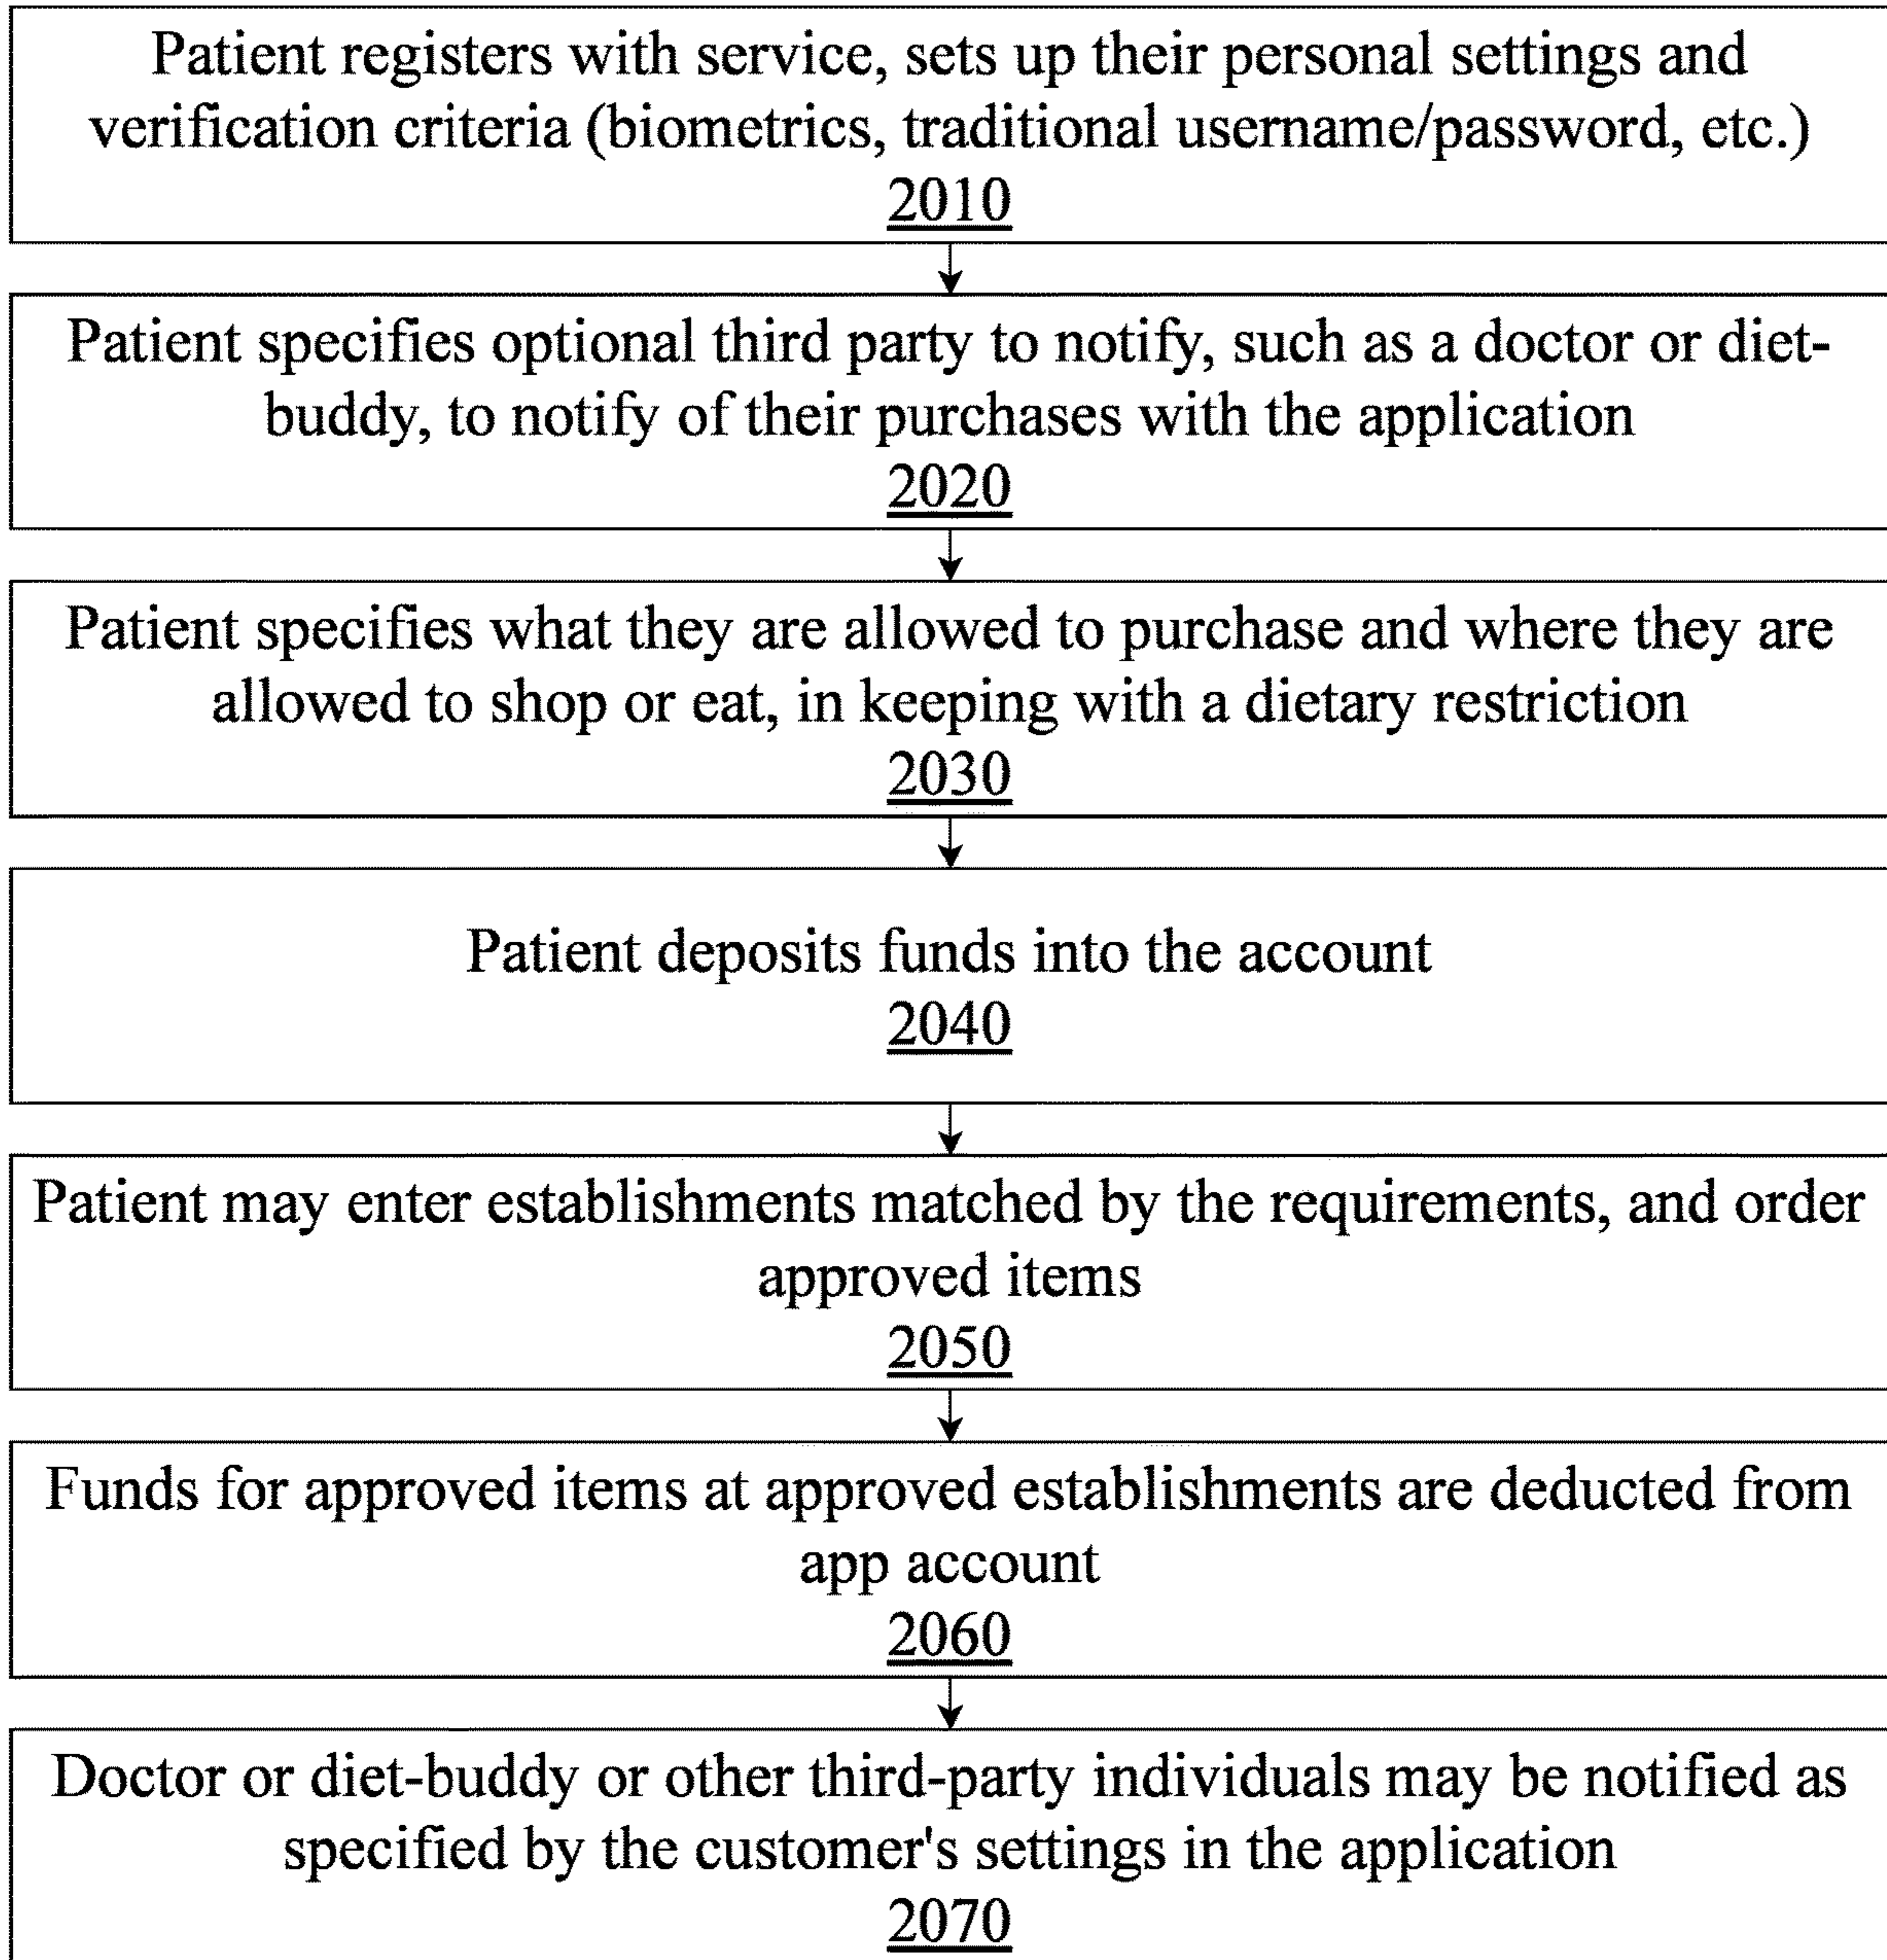 Patient registers with service, sets up their personal settings and
verification criteria (biometrics, traditional username/password, etc.)
2010
Patient specifies optional third party to notify, such as a doctor or diet-
buddy, to notify of their purchases with the application
2020
Patient specifies what they are allowed to purchase and where they are
allowed to shop or eat, in keeping with a dietary restriction
2030
Patient deposits funds into the account
2040
Patient may enter establishments matched by the requirements, and order
approved items
2050
Funds for approved items at approved establishments are deducted from
app account
2060
Doctor or diet-buddy or other third-party individuals may be notified as
specified by the customer's settings in the application
2070